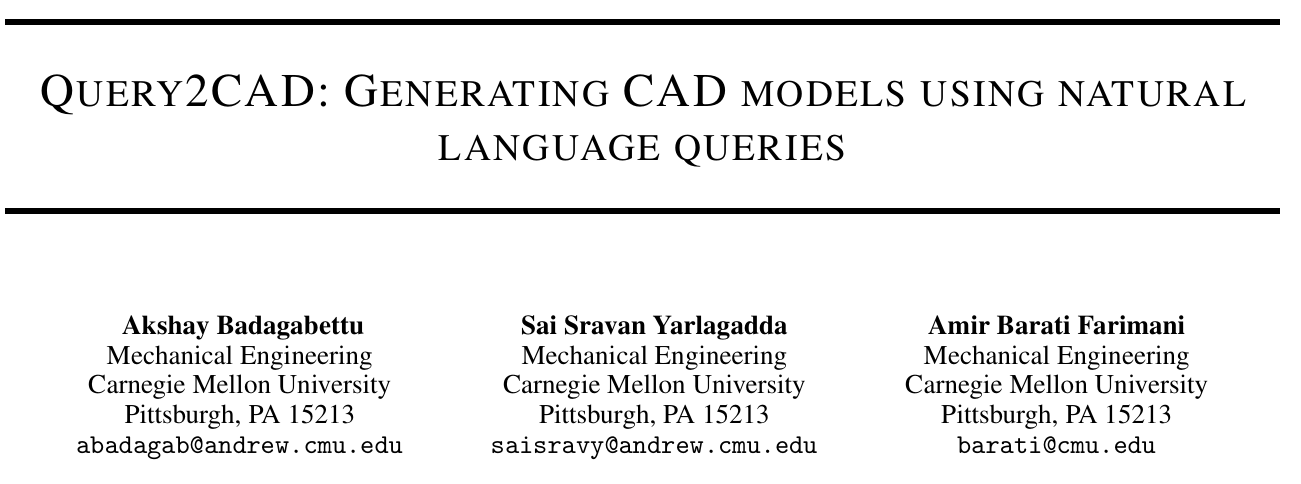 QUERY2CAD: GENERATING CAD MODELS USING NATURAL
LANGUAGE QUERIES
Akshay Badagabettu
Mechanical Engineering
Carnegie Mellon University
Pittsburgh, PA 15213
abadagab@andrew.cmu.edu
Sai Sravan Yarlagadda
Mechanical Engineering
Carnegie Mellon University
Pittsburgh, PA 15213
saisravy@andrew.cmu.edu
Amir Barati Farimani
Mechanical Engineering
Carnegie Mellon University
Pittsburgh, PA 15213
barati@cmu.edu